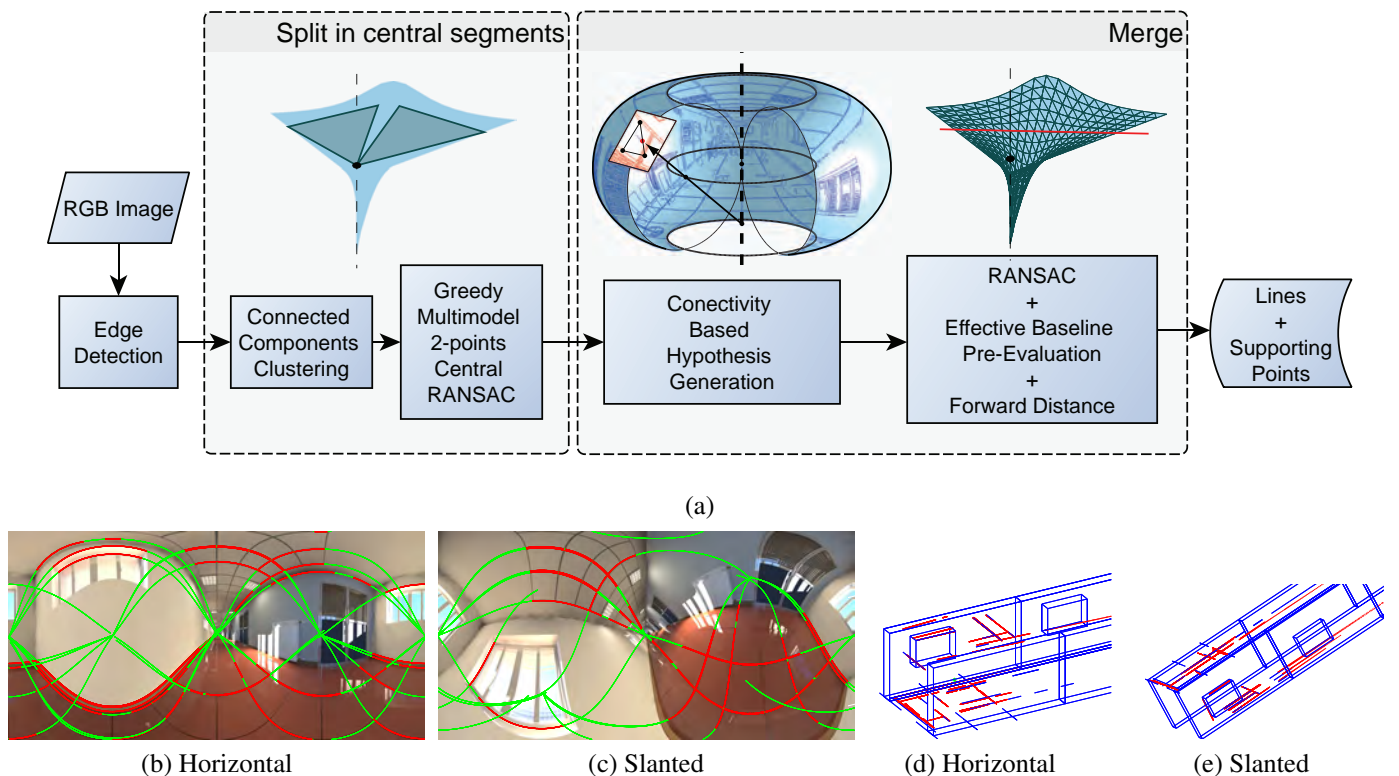 Split in central segments
Merge
RGB Image
Edge
Detection
Connected
Components
Clustering
Greedy
Multimodel
2-points
Central
RANSAC
Conectivity
Based
Hypothesis
Generation
RANSAC
+
Effective Baseline
Pre-Evaluation
+
Forward Distance
Lines
+
Supporting
Points
(a)
(b) Horizontal
(c) Slanted
(d) Horizontal
(e) Slanted